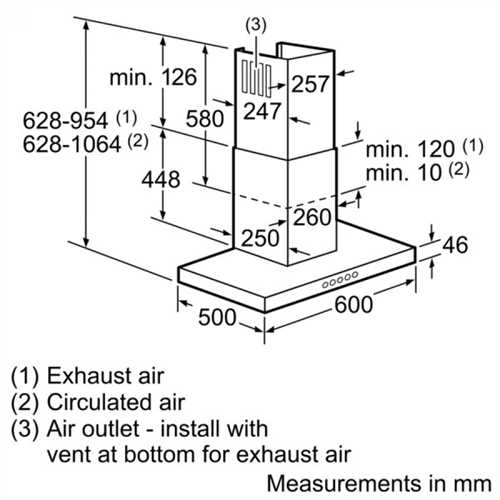 (3)
min. 126
257
580
247
628-954 (1)
628-1064 (2)
min. 120 (1)
min. 10 (2)
448
260
250
46
500
600
(1) Exhaust air
(2) Circulated air
(3) Air outlet - install with
vent at bottom for exhaust air
Measurements in mm